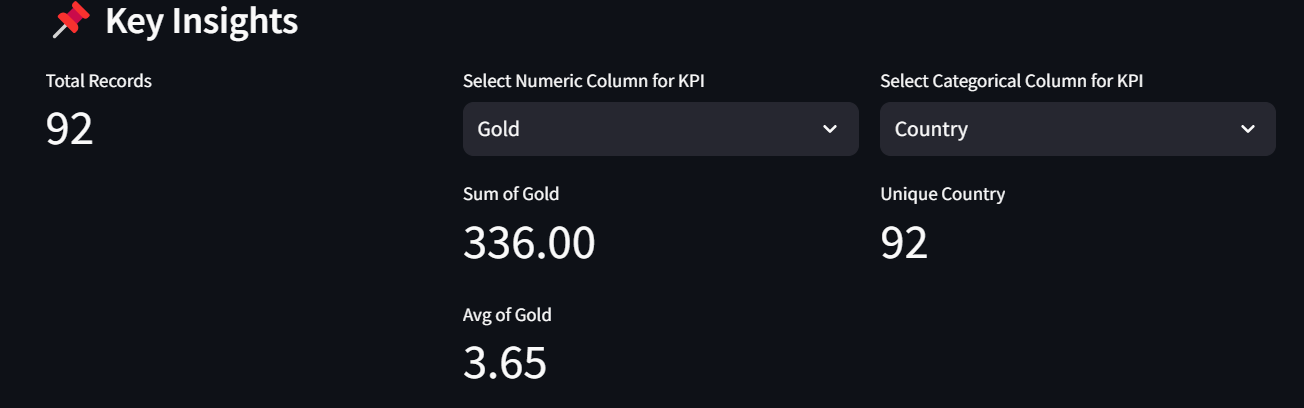 Key Insights
Total Records
92
Select Numeric Column for KPI
Gold
Sum of Gold
336.00
Avg of Gold
3.65
Select Categorical Column for KPI
Country
Unique Country
92